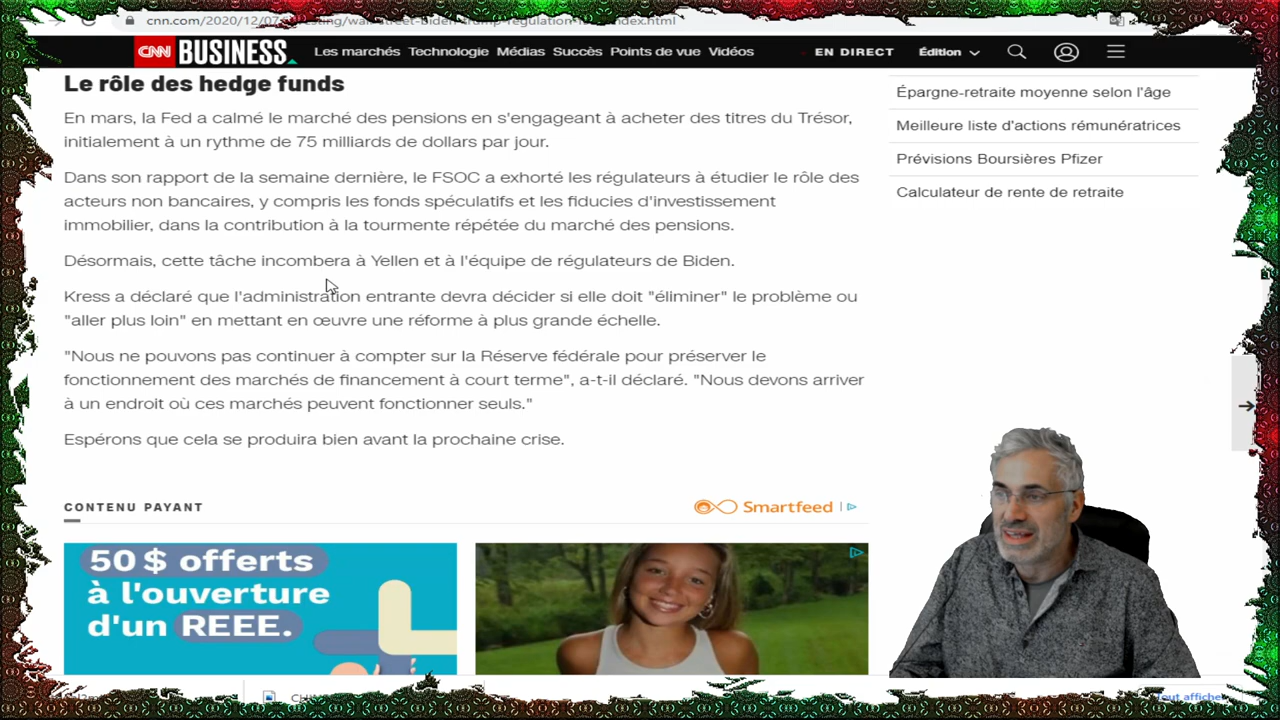 cnn.com/2020/12/07
index.html
CNN BUSINESS Les marchés Technologie Médias Succès Points de vue Vidéos EN DIRECT Édition
Le rôle des hedge funds
En mars, la Fed a calmé le marché des pensions en s'engageant à acheter des titres du Trésor,
initialement à un rythme de 75 milliards de dollars par jour.
Dans son rapport de la semaine dernière, le FSOC a exhorté les régulateurs à étudier le rôle des
acteurs non bancaires, y compris les fonds spéculatifs et les fiducies d'investissement
immobilier, dans la contribution à la tourmente répétée du marché des pensions.
Désormais, cette tâche incombera à Yellen et à l'équipe de régulateurs de Biden.
Kress a déclaré que l'administration entrante devra décider si elle doit "éliminer" le problème ou
"aller plus loin" en mettant en œuvre une réforme à plus grande échelle.
"Nous ne pouvons pas continuer à compter sur la Réserve fédérale pour préserver le
fonctionnement des marchés de financement à court terme", a-t-il déclaré. "Nous devons arriver
à un endroit où ces marchés peuvent fonctionner seuls."
Espérons que cela se produira bien avant la prochaine crise.
Épargne-retraite moyenne selon l'âge
Meilleure liste d'actions rémunératrices
Prévisions Boursières Pfizer
Calculateur de rente de retraite
CONTENU PAYANT
Smartfeed
50 $ offerts
à l'ouverture
d'un REEE.